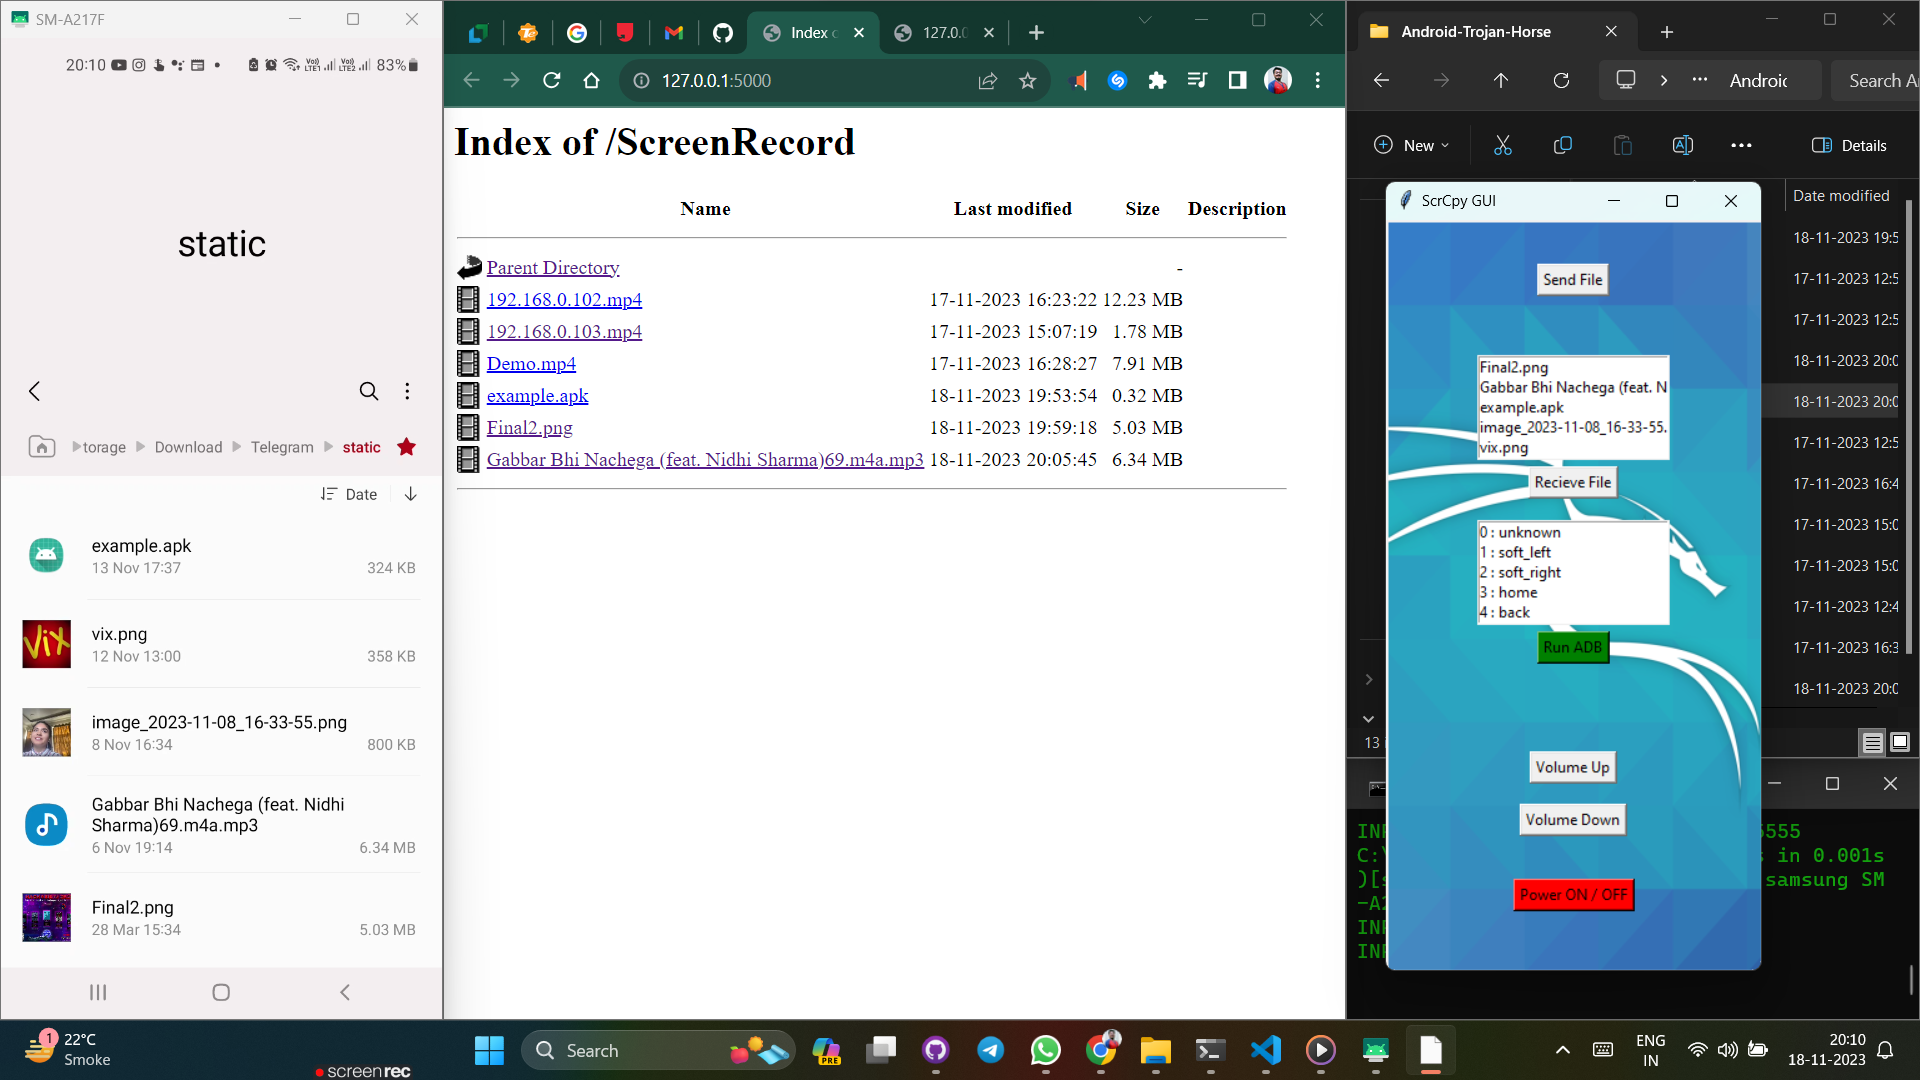 SM-A217F
20:10
LTE1
LTE2
83%
static
torage
Download
Telegram
static
Date
example.apk
13 Nov 17:37
324 KB
vix.png
12 Nov 13:00
358 KB
image_2023-11-08_16-33-55.png
8 Nov 16:34
800 KB
Gabbar Bhi Nachega (feat. Nidhi
Sharma)69.m4a.mp3
6 Nov 19:14
6.34 MB
Final2.png
28 Mar 15:34
5.03 MB
Index
127.0.
127.0.0.1:5000
Index of /ScreenRecord
Name Last modified Size Description
Parent Directory -
192.168.0.102.mp4 17-11-2023 16:23:22 12.23 MB
192.168.0.103.mp4 17-11-2023 15:07:19 1.78 MB
Demo.mp4 17-11-2023 16:28:27 7.91 MB
example.apk 18-11-2023 19:53:54 0.32 MB
Final2.png 18-11-2023 19:59:18 5.03 MB
Gabbar Bhi Nachega (feat. Nidhi Sharma)69.m4a.mp3 18-11-2023 20:05:45 6.34 MB
Android-Trojan-Horse
Androic
Search A
New
Details
Date modified
18-11-2023 19:5
17-11-2023 12:5
17-11-2023 12:5
18-11-2023 20:0
18-11-2023 20:0
17-11-2023 12:5
17-11-2023 16:4
17-11-2023 15:0
17-11-2023 15:0
17-11-2023 12:4
17-11-2023 16:3
18-11-2023 20:0
13
ScrCpy GUI
Send File
Final2.png
Gabbar Bhi Nachega (feat. N
example.apk
image_2023-11-08_16-33-55.
vix.png
Recieve File
0 : unknown
1 : soft_left
2 : soft_right
3 : home
4 : back
Run ADB
Volume Up
Volume Down
Power ON / OFF
5555
C:\
in 0.001s
samsung SM
-A2
22°C
Smoke
screenrec
Search
PRE
ENG
IN
20:10
18-11-2023